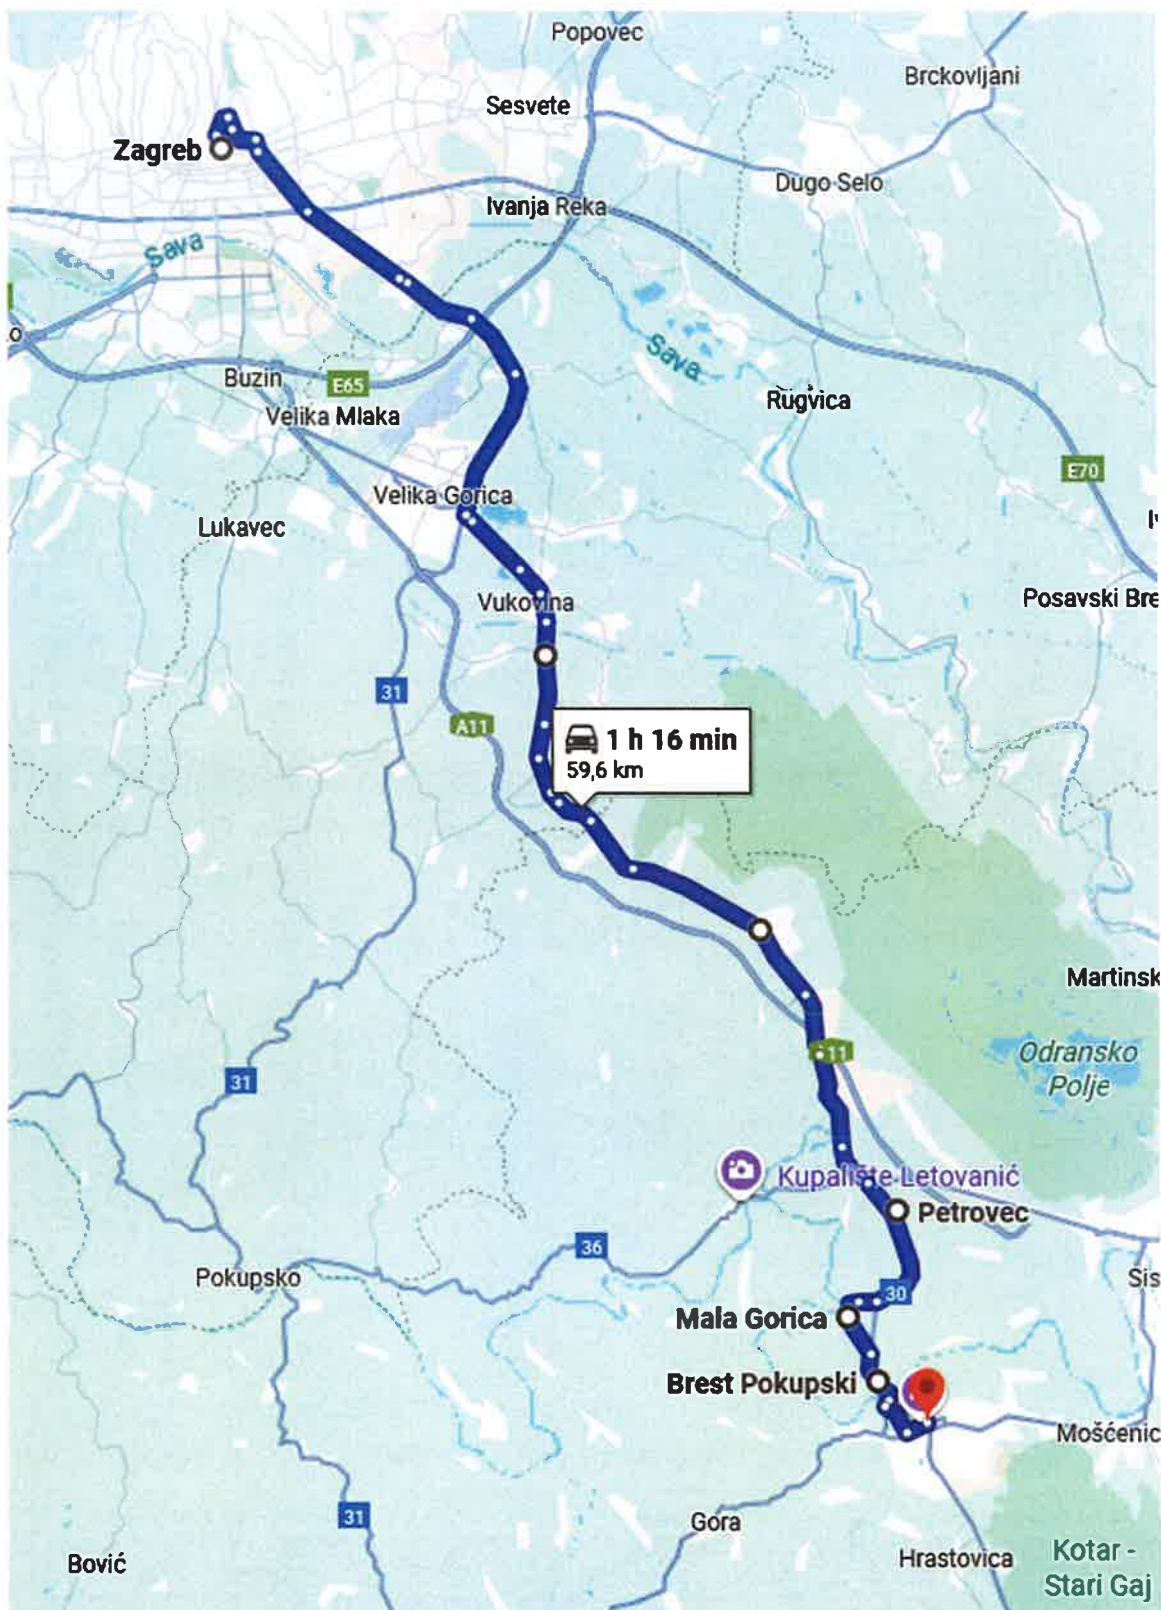 Popovec
Brckovljani
Sesvete
Zagreb
Dugo Selo
Ivanja Reka
Sava
Buzin
E65
Sava
Velika Mlaka
Rugvica
E70
Velika Gorica
Lukavec
Vukovina
Posavski Bre
31
A11
1 h 16 min
59,6 km
Martinsk
Odransko
Polje
11
31
Kupalište Letovanić
Petrovec
36
Pokupsko
Sis
30
Mala Gorica
Brest Pokupski
Mošćenic
31
Gora
Bović
Hrastovica
Kotar -
Stari Gaj